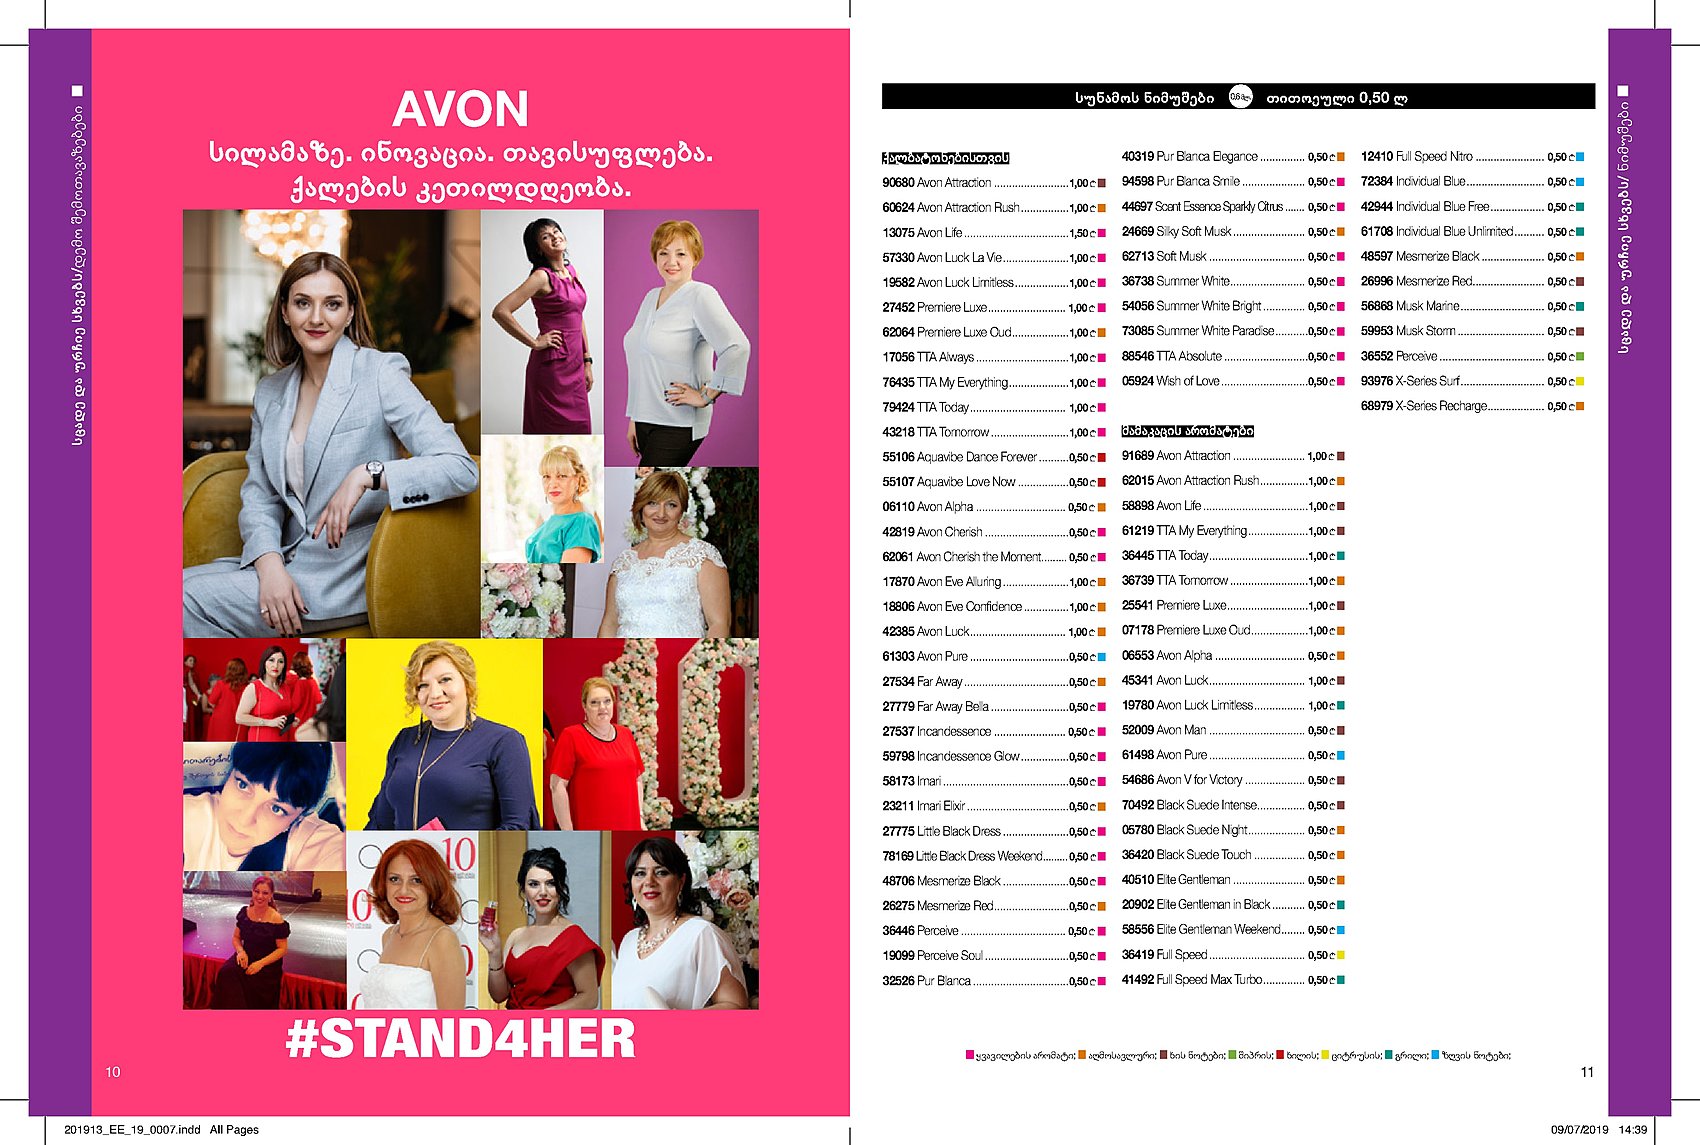 სცადე და ურჩიე სხვებს/დემო შემოთავაზებები
AVON
სილამაზე. ინოვაცია. თავისუფლება.
ქალების კეთილდღეობა.
#STAND4HER
10
201913_EE_19_0007.indd All Pages
სუნამოს ნიმუშები 0,6 მლ. თითოეული 0,50 ლ
ქალბატონებისთვის
90680 Avon Attraction ......................... 1,00 ₾
60624 Avon Attraction Rush................ 1,00 ₾
13075 Avon Life ................................... 1,50 ₾
57330 Avon Luck La Vie...................... 1,00 ₾
19582 Avon Luck Limitless.................. 1,00 ₾
27452 Premiere Luxe.......................... 1,00 ₾
62064 Premiere Luxe Oud................... 1,00 ₾
17056 TTA Always ............................... 1,00 ₾
76435 TTA My Everything.................... 1,00 ₾
79424 TTA Today................................ 1,00 ₾
43218 TTA Tomorrow .......................... 1,00 ₾
55106 Aquavibe Dance Forever .......... 0,50 ₾
55107 Aquavibe Love Now ................. 0,50 ₾
06110 Avon Alpha .............................. 0,50 ₾
42819 Avon Cherish ............................ 0,50 ₾
62061 Avon Cherish the Moment......... 0,50 ₾
17870 Avon Eve Alluring ...................... 1,00 ₾
18806 Avon Eve Confidence ............... 1,00 ₾
42385 Avon Luck................................ 1,00 ₾
61303 Avon Pure ................................. 0,50 ₾
27534 Far Away................................... 0,50 ₾
27779 Far Away Bella .......................... 0,50 ₾
27537 Incandessence ........................ 0,50 ₾
59798 Incandessence Glow................ 0,50 ₾
58173 Imari .......................................... 0,50 ₾
23211 Imari Elixir .................................. 0,50 ₾
27775 Little Black Dress ...................... 0,50 ₾
78169 Little Black Dress Weekend........ 0,50 ₾
48706 Mesmerize Black ...................... 0,50 ₾
26275 Mesmerize Red......................... 0,50 ₾
36446 Perceive ................................... 0,50 ₾
19099 Perceive Soul ............................ 0,50 ₾
32526 Pur Blanca ................................ 0,50 ₾
40319 Pur Blanca Elegance ............... 0,50 ₾
94598 Pur Blanca Smile ..................... 0,50 ₾
44697 Scent Essence Sparkly Citrus ...... 0,50 ₾
24669 Silky Soft Musk ........................ 0,50 ₾
62713 Soft Musk ................................ 0,50 ₾
36738 Summer White......................... 0,50 ₾
54056 Summer White Bright .............. 0,50 ₾
73085 Summer White Paradise.......... 0,50 ₾
88546 TTA Absolute ........................... 0,50 ₾
05924 Wish of Love............................. 0,50 ₾
მამაკაცის არომატები
91689 Avon Attraction ........................ 1,00 ₾
62015 Avon Attraction Rush................ 1,00 ₾
58898 Avon Life ................................... 1,00 ₾
61219 TTA My Everything.................... 1,00 ₾
36445 TTA Today................................. 1,00 ₾
36739 TTA Tomorrow .......................... 1,00 ₾
25541 Premiere Luxe........................... 1,00 ₾
07178 Premiere Luxe Oud................... 1,00 ₾
06553 Avon Alpha .............................. 0,50 ₾
45341 Avon Luck................................ 1,00 ₾
19780 Avon Luck Limitless................. 1,00 ₾
52009 Avon Man ................................ 0,50 ₾
61498 Avon Pure ................................ 0,50 ₾
54686 Avon V for Victory .................... 0,50 ₾
70492 Black Suede Intense................ 0,50 ₾
05780 Black Suede Night................... 0,50 ₾
36420 Black Suede Touch ................. 0,50 ₾
40510 Elite Gentleman ........................ 0,50 ₾
20902 Elite Gentleman in Black ........... 0,50 ₾
58556 Elite Gentleman Weekend........ 0,50 ₾
36419 Full Speed ................................ 0,50 ₾
41492 Full Speed Max Turbo.............. 0,50 ₾
12410 Full Speed Nitro ....................... 0,50 ₾
72384 Individual Blue.......................... 0,50 ₾
42944 Individual Blue Free.................. 0,50 ₾
61708 Individual Blue Unlimited.......... 0,50 ₾
48597 Mesmerize Black ..................... 0,50 ₾
26996 Mesmerize Red........................ 0,50 ₾
56868 Musk Marine............................ 0,50 ₾
59953 Musk Storm ............................. 0,50 ₾
36552 Perceive ................................... 0,50 ₾
93976 X-Series Surf............................ 0,50 ₾
68979 X-Series Recharge................... 0,50 ₾
ყვავილების არომატი; აღმოსავლური; ხის ნოტები; შიპრის; ხილის; ციტრუსის; გრილი; ზღვის ნოტები;
11
სცადე და ურჩიე სხვებს/ ნიმუშები
09/07/2019 14:39